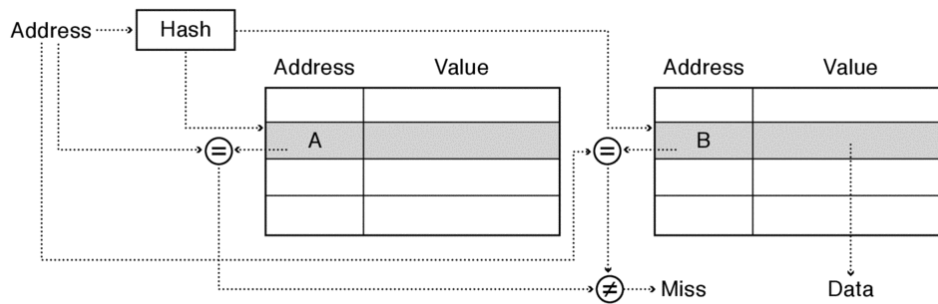 Address
Hash
Address Value
Address Value
A
B
=
=
≠
Miss
Data